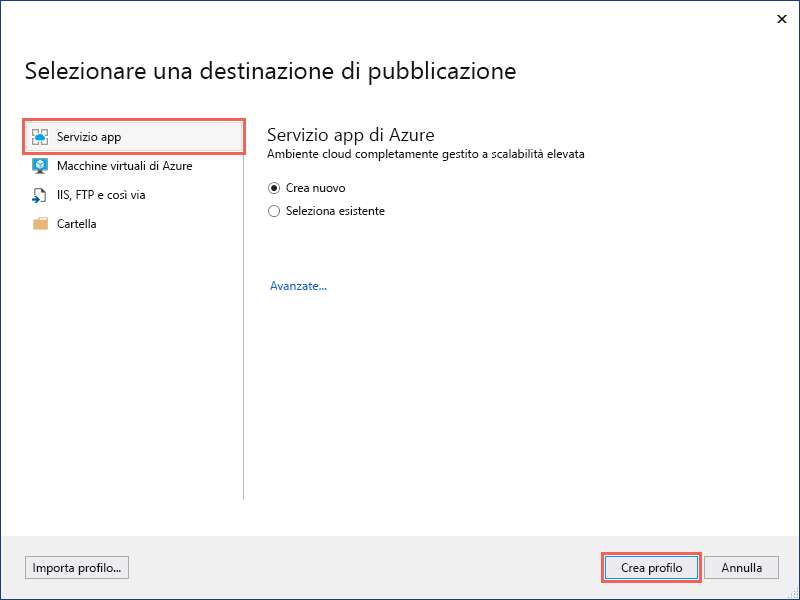 Selezionare una destinazione di pubblicazione
Servizio app
Macchine virtuali di Azure
IIS, FTP e così via
Cartella
Servizio app di Azure
Ambiente cloud completamente gestito a scalabilità elevata
Crea nuovo
Seleziona esistente
Avanzate...
Importa profilo...
Crea profilo
Annulla